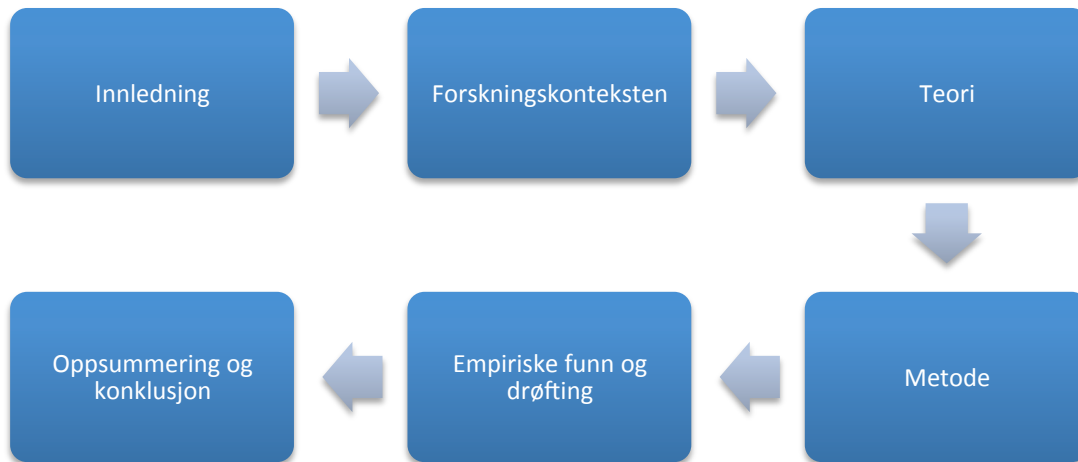 Innledning
Forskningskonteksten
Teori
Metode
Empiriske funn og
drøfting
Oppsummering og
konklusjon